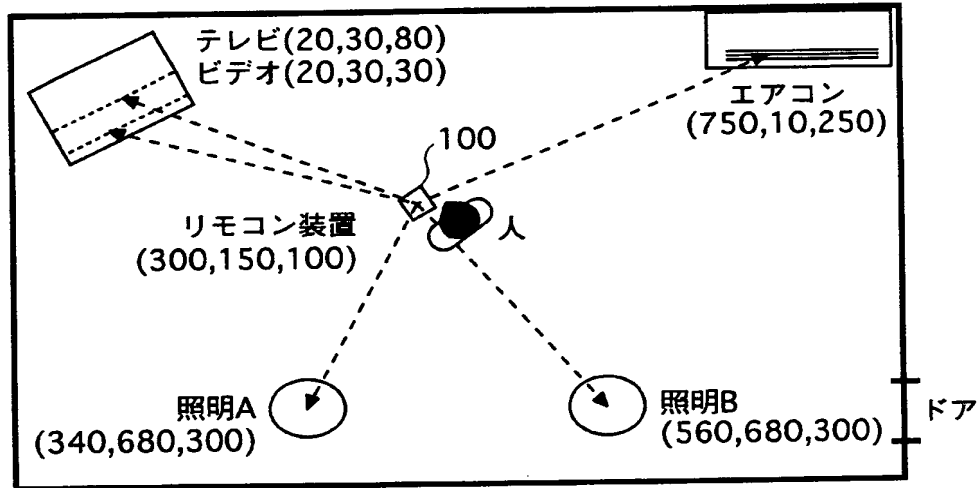 テレビ(20,30,80)
ビデオ(20,30,30)
エアコン
(750,10,250)
100
リモコン装置
(300,150,100)
人
照明A
(340,680,300)
照明B
(560,680,300)
ドア